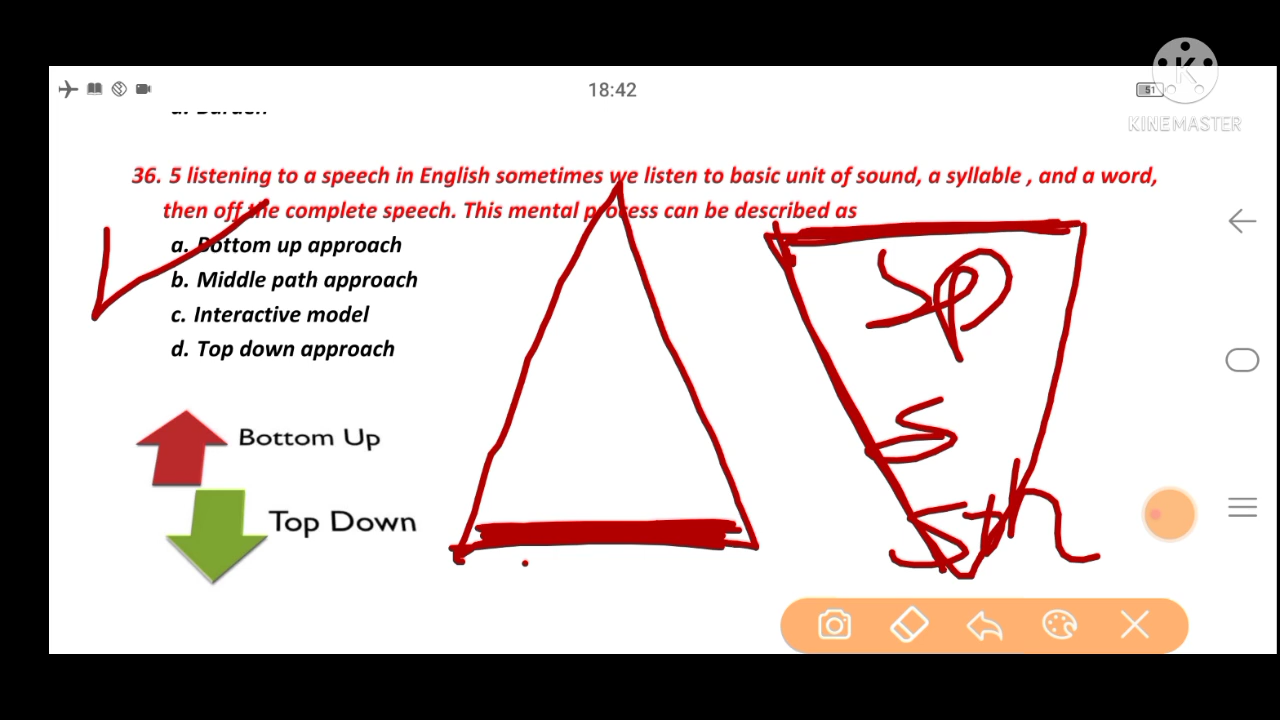 18:42
51
KINEMASTER
36. 5 listening to a speech in English sometimes we listen to basic unit of sound, a syllable , and a word,
then off the complete speech. This mental process can be described as
a. Bottom up approach
b. Middle path approach
c. Interactive model
d. Top down approach
Bottom Up
Top Down
Sp
S